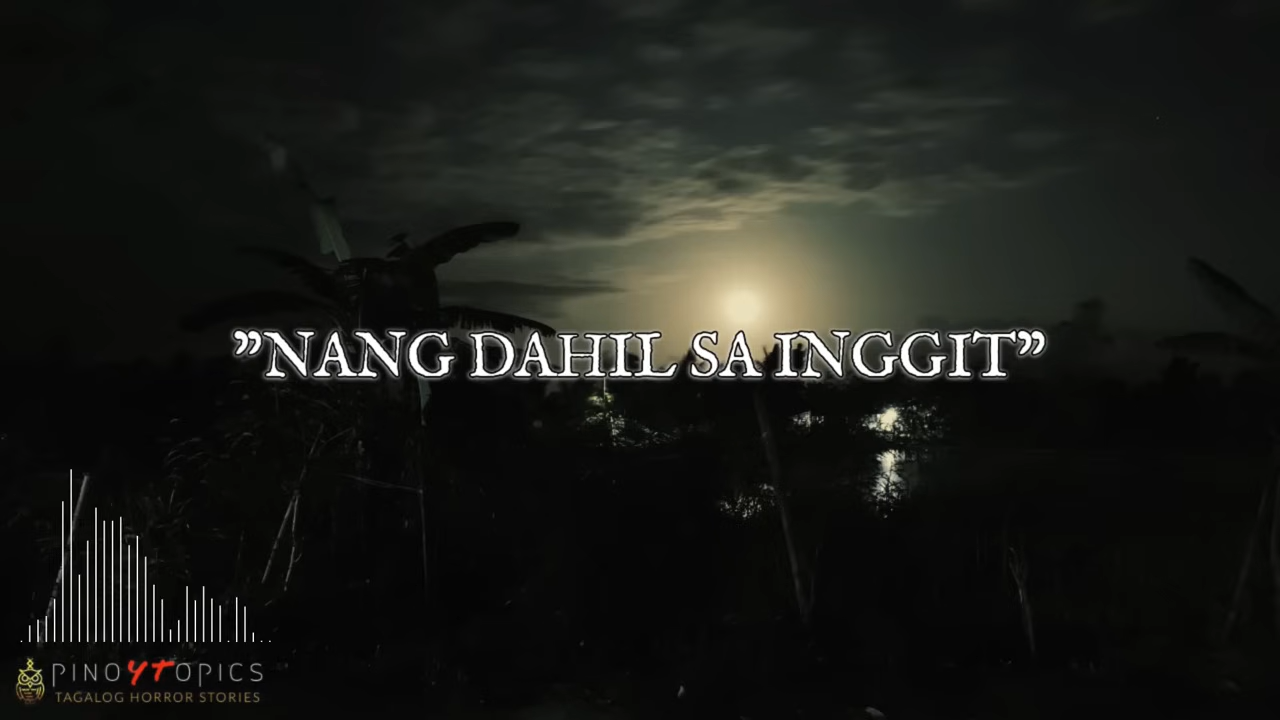 ”NANG DAHIL SA INGGIT”
PINOYTOPICS
TAGALOG HORROR STORIES